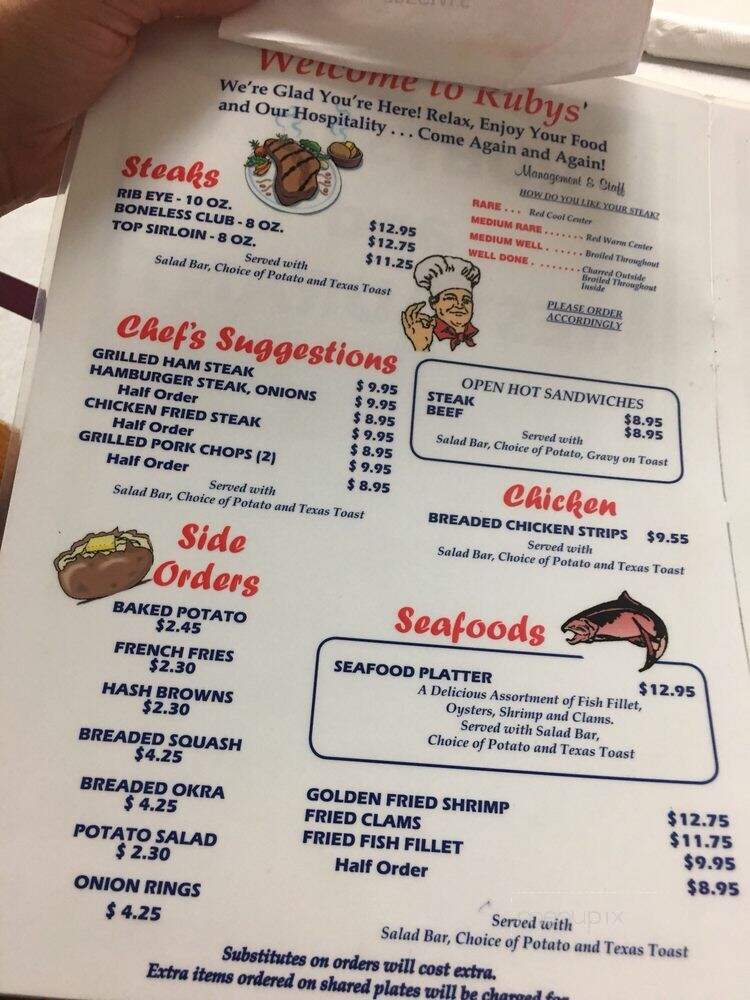 Welcome to Rubys'
We're Glad You're Here! Relax, Enjoy Your Food
and Our Hospitality . . . Come Again and Again!
Management & Staff
Steaks
RIB EYE - 10 OZ. $12.95
BONELESS CLUB - 8 OZ. $12.75
TOP SIRLOIN - 8 OZ. $11.25
Served with
Salad Bar, Choice of Potato and Texas Toast
HOW DO YOU LIKE YOUR STEAK?
RARE . . . Red Cool Center
MEDIUM RARE . . . . . . . Red Warm Center
MEDIUM WELL . . . . . . Broiled Throughout
WELL DONE . . . . . . . . Charred Outside
Broiled Throughout
Inside
PLEASE ORDER
ACCORDINGLY
Chef's Suggestions
GRILLED HAM STEAK $ 9.95
HAMBURGER STEAK, ONIONS $ 9.95
Half Order $ 8.95
CHICKEN FRIED STEAK $ 9.95
Half Order $ 8.95
GRILLED PORK CHOPS (2) $ 9.95
Half Order $ 8.95
Served with
Salad Bar, Choice of Potato and Texas Toast
OPEN HOT SANDWICHES
STEAK $8.95
BEEF $8.95
Served with
Salad Bar, Choice of Potato, Gravy on Toast
Chicken
BREADED CHICKEN STRIPS $9.55
Served with
Salad Bar, Choice of Potato and Texas Toast
Side
Orders
BAKED POTATO
$2.45
FRENCH FRIES
$2.30
HASH BROWNS
$2.30
BREADED SQUASH
$4.25
BREADED OKRA
$ 4.25
POTATO SALAD
$ 2.30
ONION RINGS
$ 4.25
Seafoods
SEAFOOD PLATTER $12.95
A Delicious Assortment of Fish Fillet,
Oysters, Shrimp and Clams.
Served with Salad Bar,
Choice of Potato and Texas Toast
GOLDEN FRIED SHRIMP $12.75
FRIED CLAMS $11.75
FRIED FISH FILLET $9.95
Half Order $8.95
menupix
Served with
Salad Bar, Choice of Potato and Texas Toast
Substitutes on orders will cost extra.
Extra items ordered on shared plates will be charged for